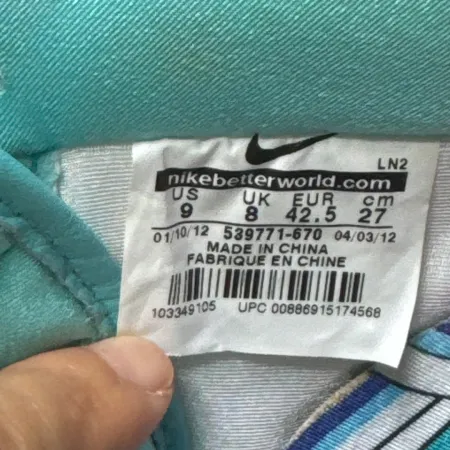 LN2
nikebetterworld.com
US UK EUR cm
9 8 42.5 27
01/10/12 539771-670 04/03/12
MADE IN CHINA
FABRIQUE EN CHINE
103349105 UPC 00886915174568